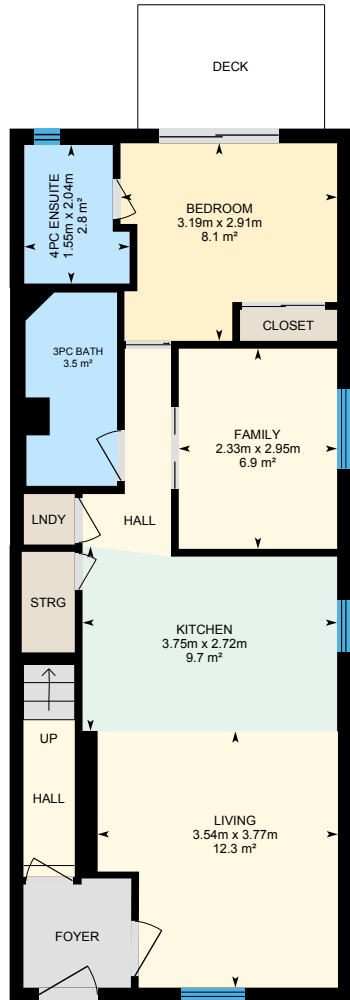 DECK
4PC ENSUITE
1.55m x 2.04m
2.8 m²
BEDROOM
3.19m x 2.91m
8.1 m²
CLOSET
3PC BATH
3.5 m²
FAMILY
2.33m x 2.95m
6.9 m²
LNDY
HALL
STRG
KITCHEN
3.75m x 2.72m
9.7 m²
UP
HALL
LIVING
3.54m x 3.77m
12.3 m²
FOYER